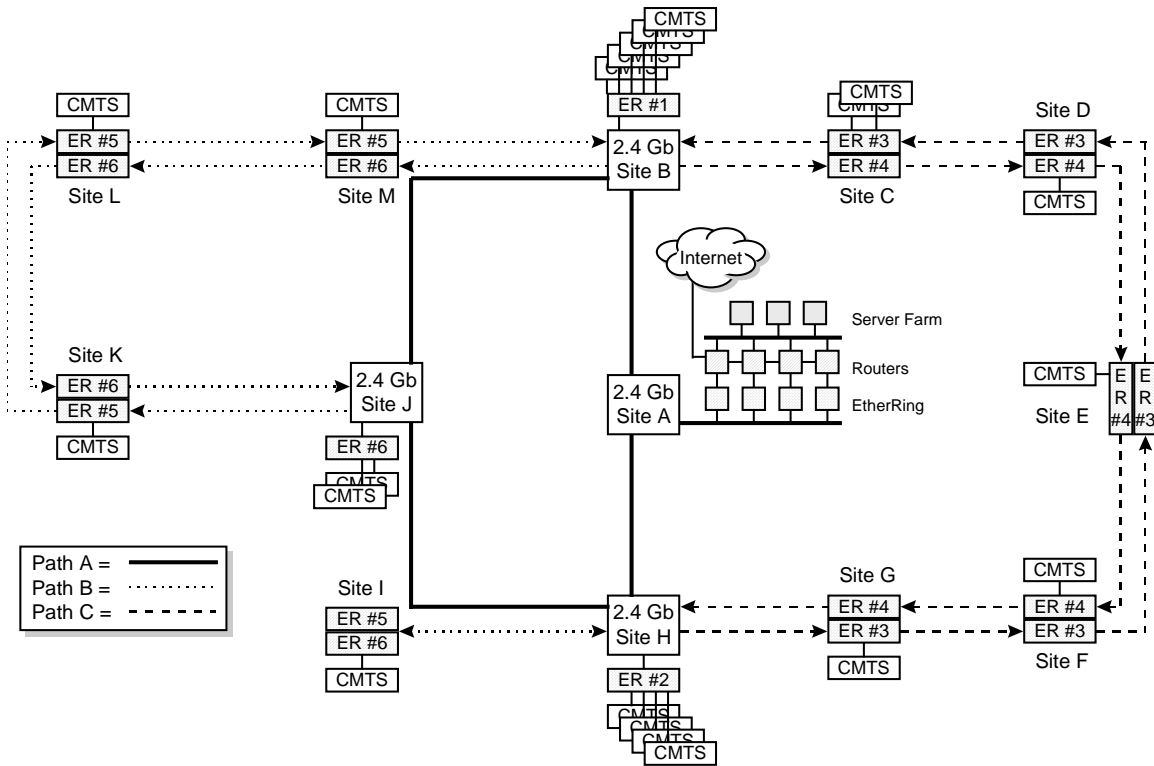 CMTS
CMTS
CMTS
CMTS
CMTS
CMTS
CMTS
ER #1
Site D
ER #5
ER #6
Site L
ER #5
ER #6
Site M
2.4 Gb
Site B
ER #3
ER #4
Site C
ER #3
ER #4
CMTS
Internet
Server Farm
Routers
EtherRing
Site K
ER #6
ER #5
CMTS
2.4 Gb
Site J
ER #6
CMTS
CMTS
2.4 Gb
Site A
CMTS
Site E
E
R
#4
E
R
#3
Path A =
Path B =
Path C =
Site I
ER #5
ER #6
CMTS
2.4 Gb
Site H
ER #2
CMTS
CMTS
CMTS
Site G
ER #4
ER #3
CMTS
CMTS
ER #4
ER #3
Site F